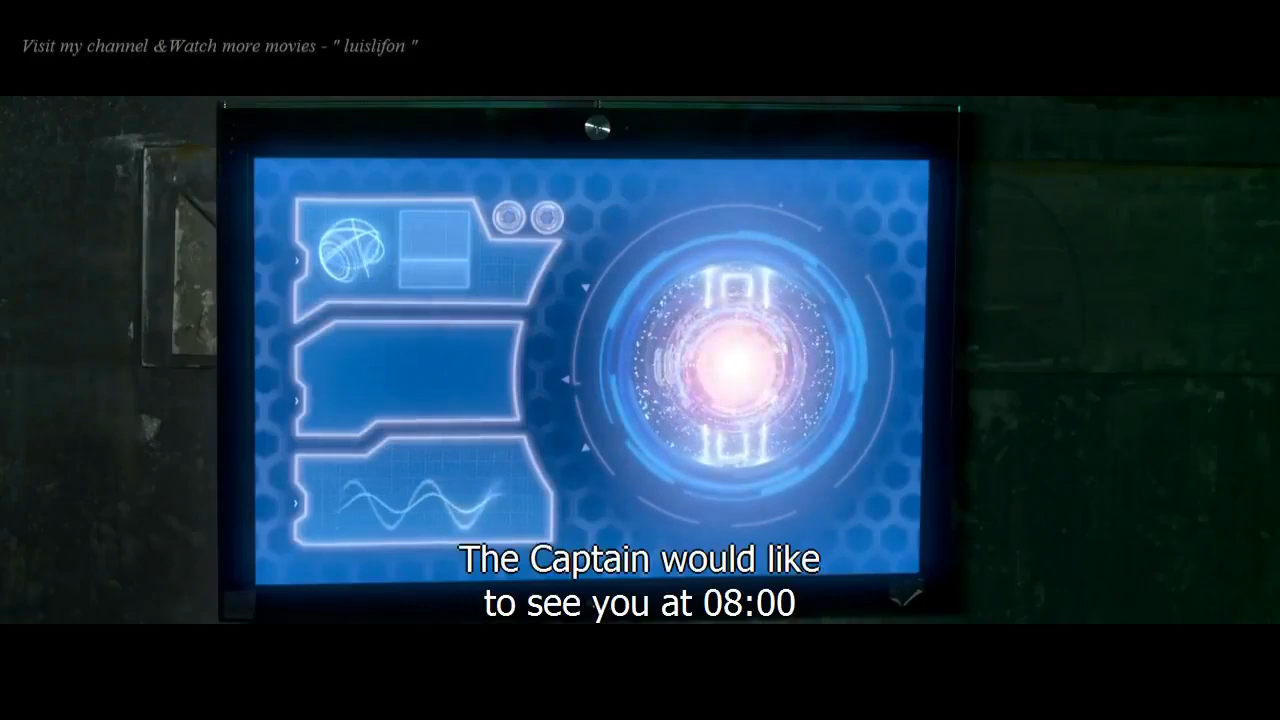 Visit my channel &Watch more movies - " luislifon "
The Captain would like
to see you at 08:00